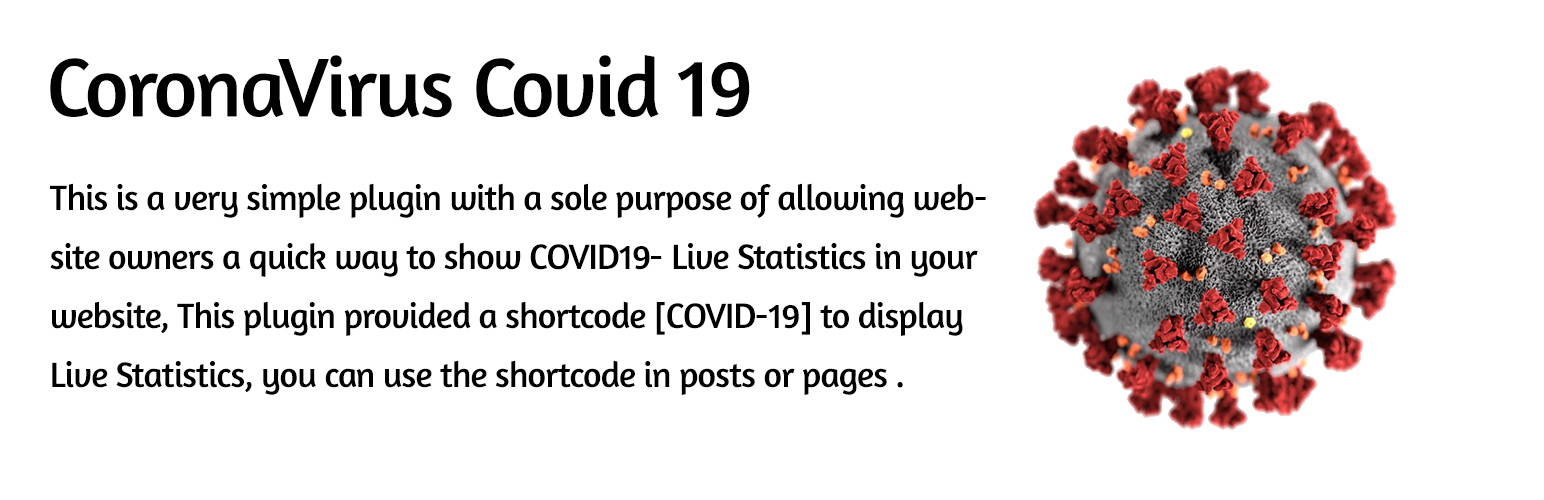 CoronaVirus Covid 19
This is a very simple plugin with a sole purpose of allowing web-
site owners a quick way to show COVID19- Live Statistics in your
website, This plugin provided a shortcode [COVID-19] to display
Live Statistics, you can use the shortcode in posts or pages .